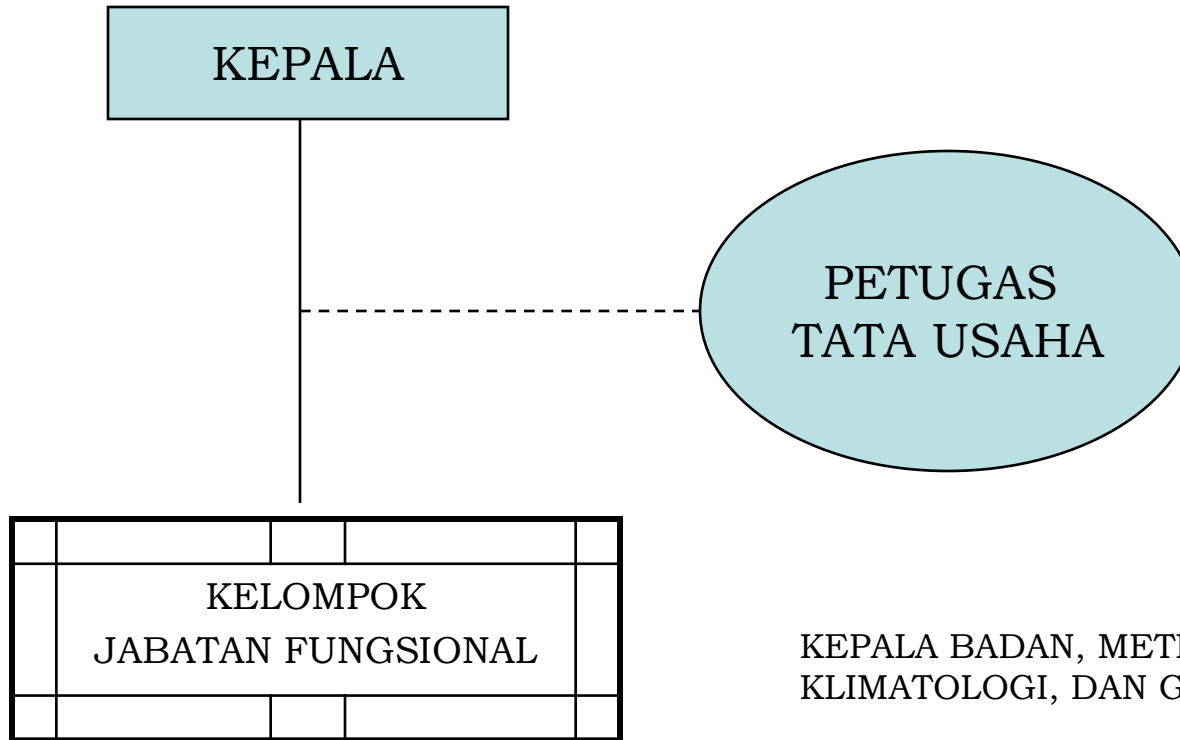 KEPALA
PETUGAS
TATA USAHA
KELOMPOK
JABATAN FUNGSIONAL
KEPALA BADAN,
KLIMATOLOGI, DAN